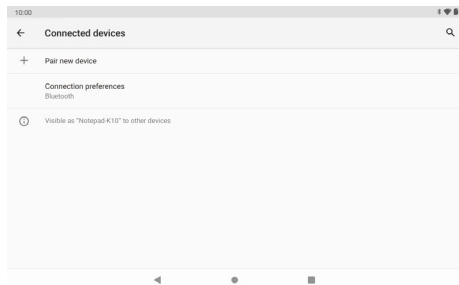 10:00
Connected devices
Pair new device
Connection preferences
Bluetooth
Visible as "Notepad-K10" to other devices